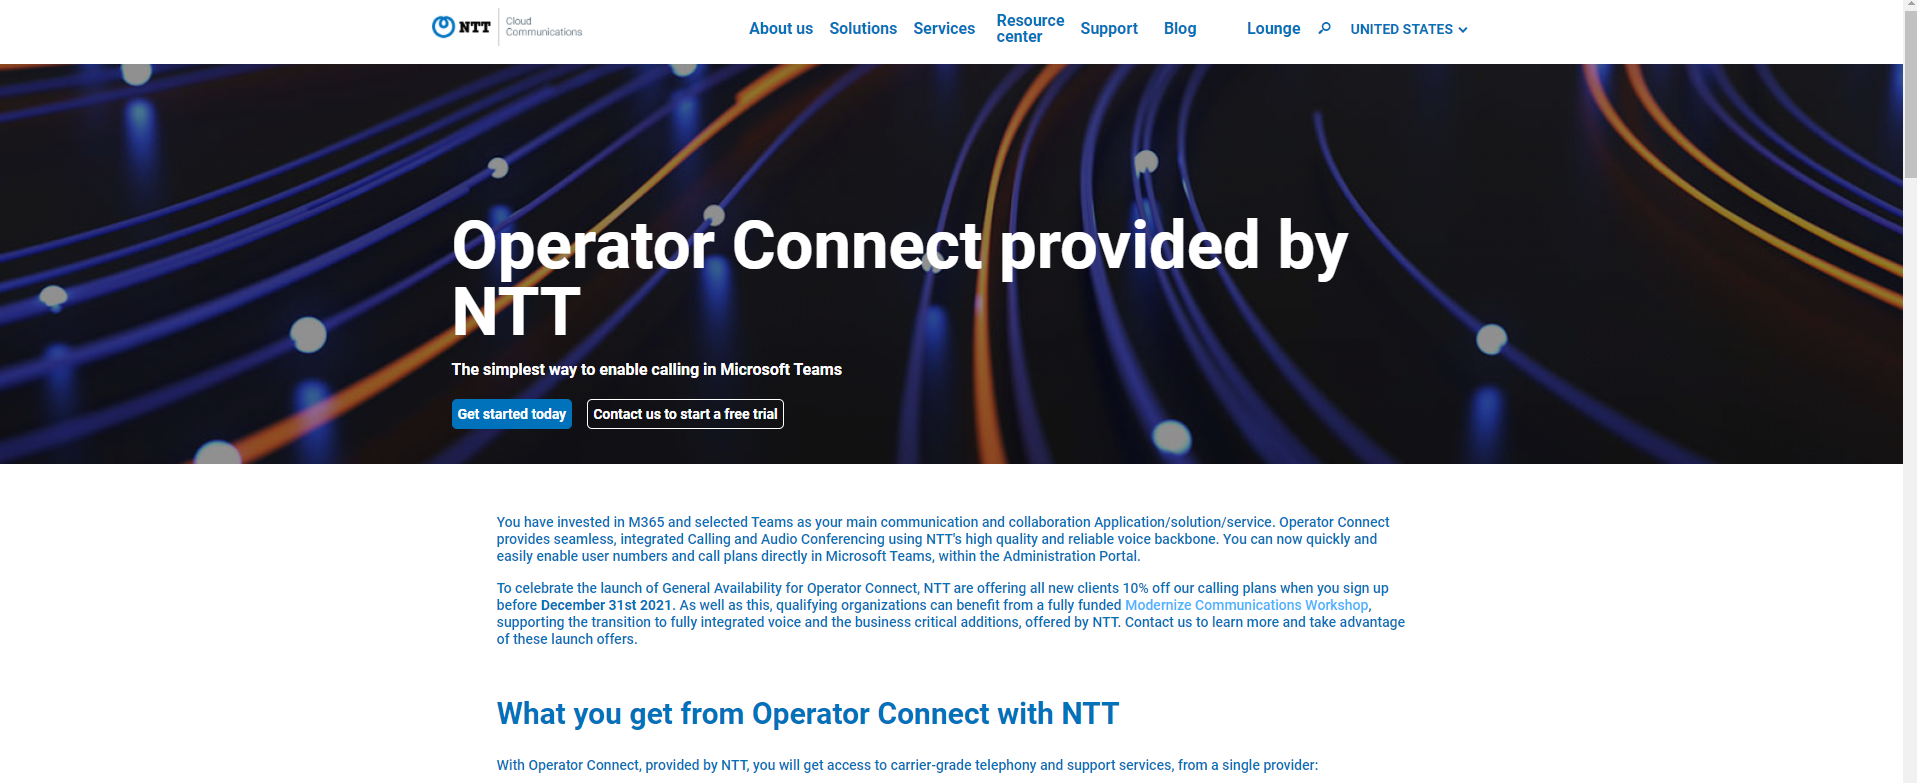 NTT
Cloud
Communications
About us
Solutions
Services
Resource
center
Support
Blog
Lounge
UNITED STATES
Operator Connect provided by
NTT
The simplest way to enable calling in Microsoft Teams
Get started today
Contact us to start a free trial
You have invested in M365 and selected Teams as your main communication and collaboration Application/solution/service. Operator Connect
provides seamless, integrated Calling and Audio Conferencing using NTT's high quality and reliable voice backbone. You can now quickly and
easily enable user numbers and call plans directly in Microsoft Teams, within the Administration Portal.
To celebrate the launch of General Availability for Operator Connect, NTT are offering all new clients 10% off our calling plans when you sign up
before December 31st 2021. As well as this, qualifying organizations can benefit from a fully funded Modernize Communications Workshop,
supporting the transition to fully integrated voice and the business critical additions, offered by NTT. Contact us to learn more and take advantage
of these launch offers.
What you get from Operator Connect with NTT
With Operator Connect, provided by NTT, you will get access to carrier-grade telephony and support services, from a single provider: